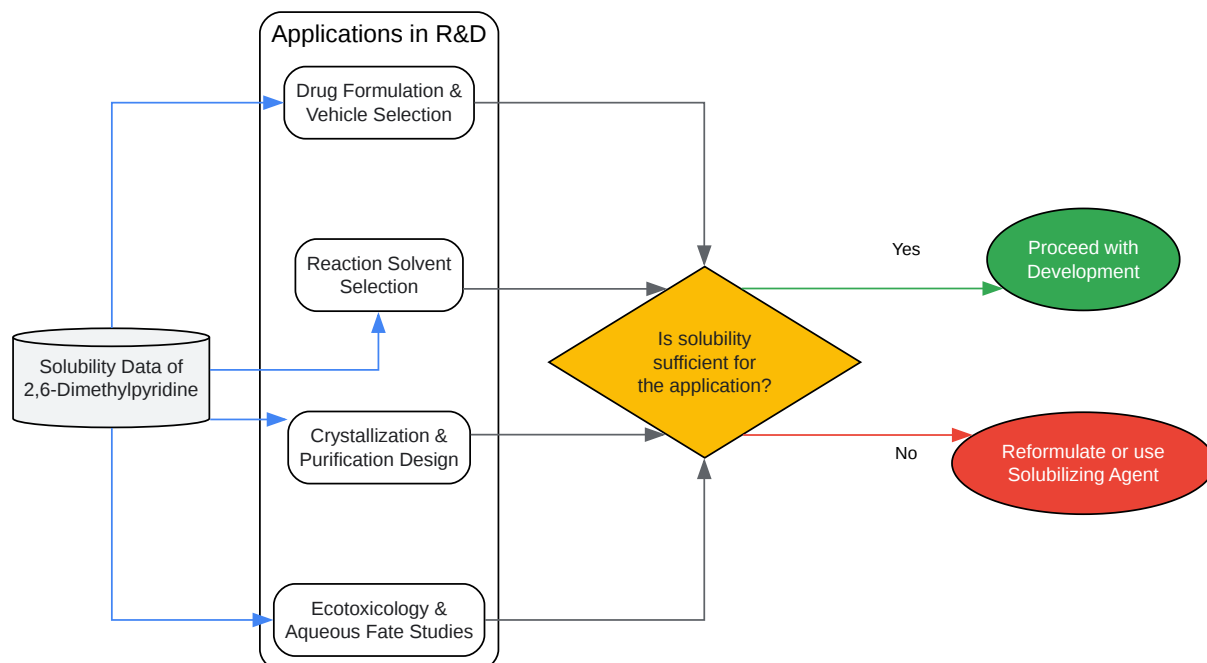 Applications in R&D
Drug Formulation &
Vehicle Selection
Reaction Solvent
Selection
Solubility Data of
2,6-Dimethylpyridine
Crystallization &
Purification Design
Ecotoxicology &
Aqueous Fate Studies
Is solubility
sufficient for
the application?
Yes
Proceed with
Development
No
Reformulate or use
Solubilizing Agent